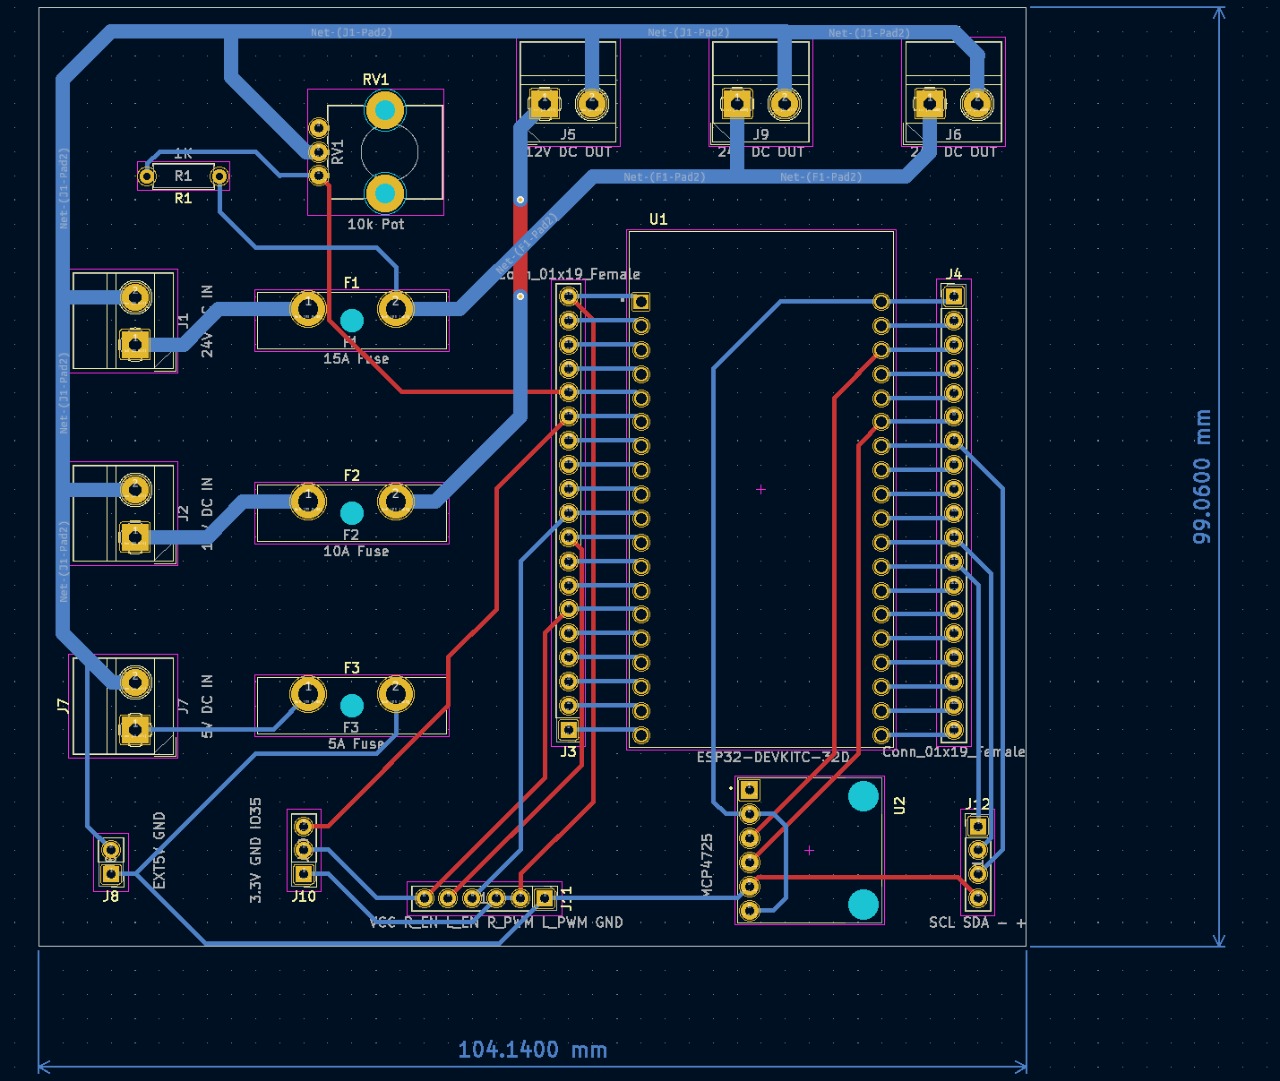 Net-(J1-Pad2)
Net-(J1-Pad2)
Net-(J1-Pad2)
RV1
RV1
10k Pot
J5
12V DC OUT
J9
DC OUT
J6
DC OUT
1K
R1
R1
Net-(F1-Pad2)
Net-(F1-Pad2)
Net-(F1-Pad2)
Net-(J1-Pad2)
U1
Conn_01x19_Female
J4
F1
1
2
F1
15A Fuse
J1
24V
IN
Net-(J1-Pad2)
F2
1
2
F2
10A Fuse
J2
DC IN
Net-(J1-Pad2)
F3
1
2
F3
5A Fuse
J7
J7
5V DC IN
J3
ESP32-DEVKITC-32D
Conn_01x19_Female
99.0600 mm
U2
MCP4725
J12
SCL SDA - +
EXT5V GND
J8
3.3V GND IO35
J10
J11
VCC R_EN L_EN R_PWM L_PWM GND
104.1400 mm